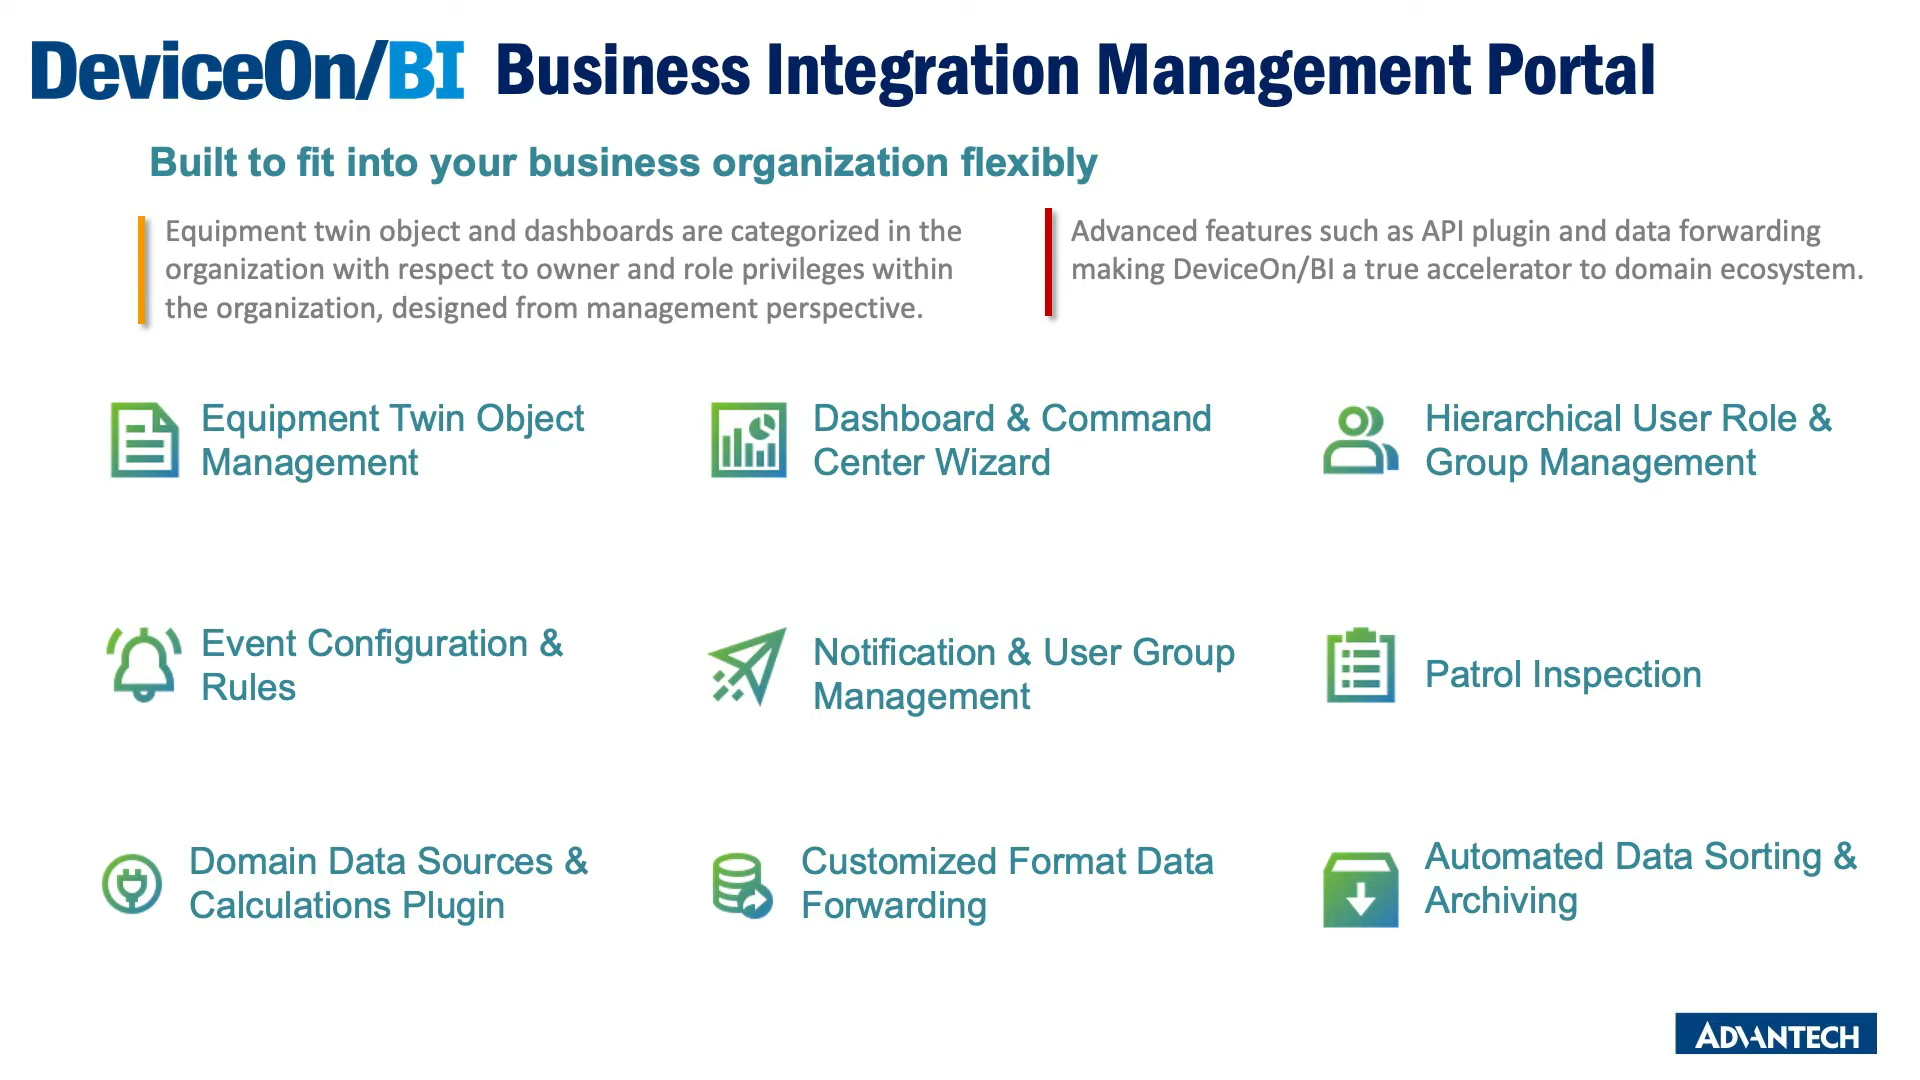 DeviceOn/BI Business Integration Management Portal
Built to fit into your business organization flexibly
Equipment twin object and dashboards are categorized in the
organization with respect to owner and role privileges within
the organization, designed from management perspective.
Advanced features such as API plugin and data forwarding
making DeviceOn/BI a true accelerator to domain ecosystem.
Equipment Twin Object
Management
Dashboard & Command
Center Wizard
Hierarchical User Role &
Group Management
Event Configuration &
Rules
Notification & User Group
Management
Patrol Inspection
Domain Data Sources &
Calculations Plugin
Customized Format Data
Forwarding
Automated Data Sorting &
Archiving
ADVANTECH